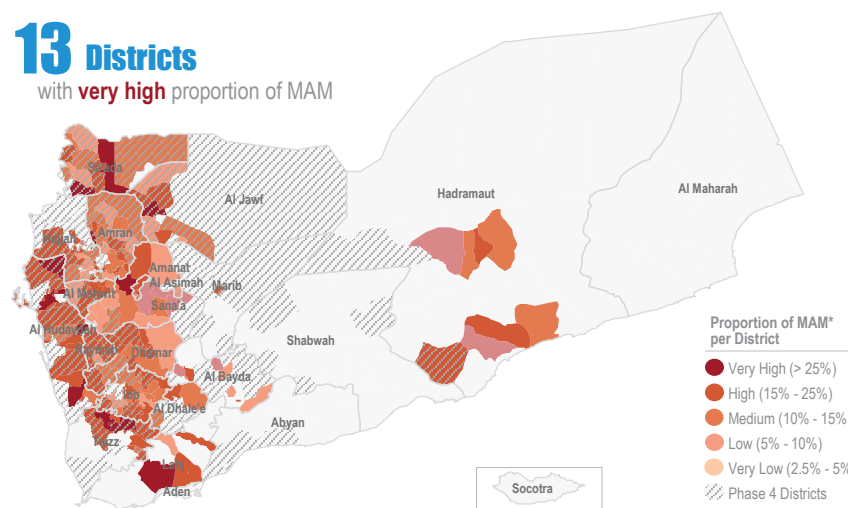 13 Districts
with very high proportion of MAM
Sa'ada
Al Jawf
Hadramaut
Al Maharah
Hajjah
Amran
Amanat
Al Asimah
Marib
Al Mahwit
Sana'a
Al Hudaydah
Shabwah
Raymah
Dhamar
Al Bayda
Ibb
Al Dhale'e
Abyan
Taizz
Lahj
Aden
Socotra
Proportion of MAM*
per District
Very High (> 25%)
High (15% - 25%)
Medium (10% - 15%
Low (5% - 10%)
Very Low (2.5% - 5%
Phase 4 Districts